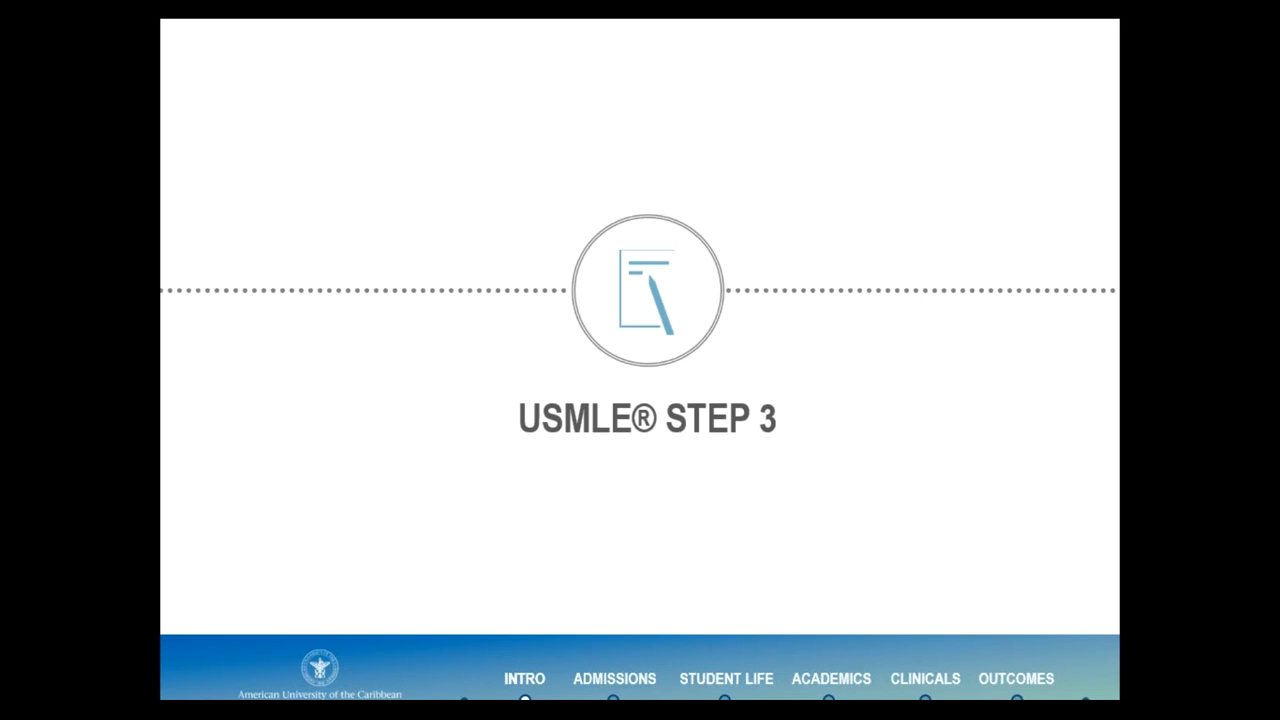 USMLE® STEP 3
American University of the Caribbean
INTRO ADMISSIONS STUDENT LIFE ACADEMICS CLINICALS OUTCOMES